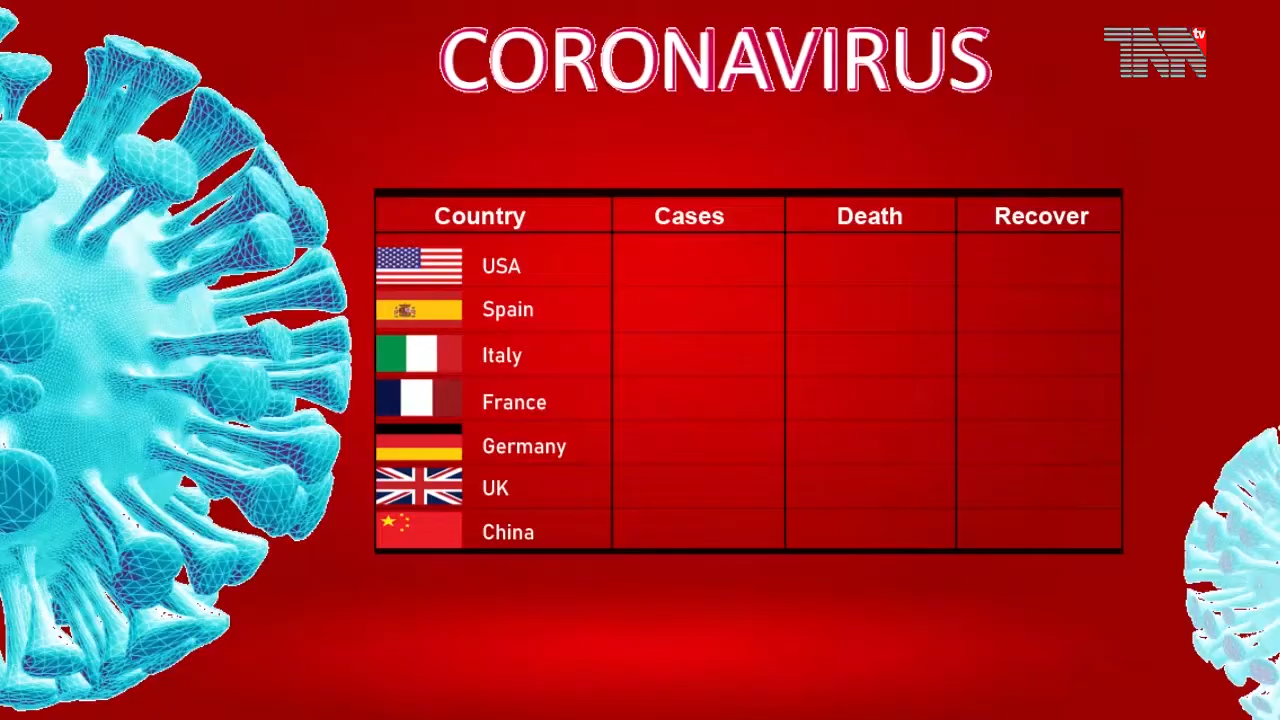 CORONAVIRUS
TNN tv
Country Cases Death Recover
USA
Spain
Italy
France
Germany
UK
China